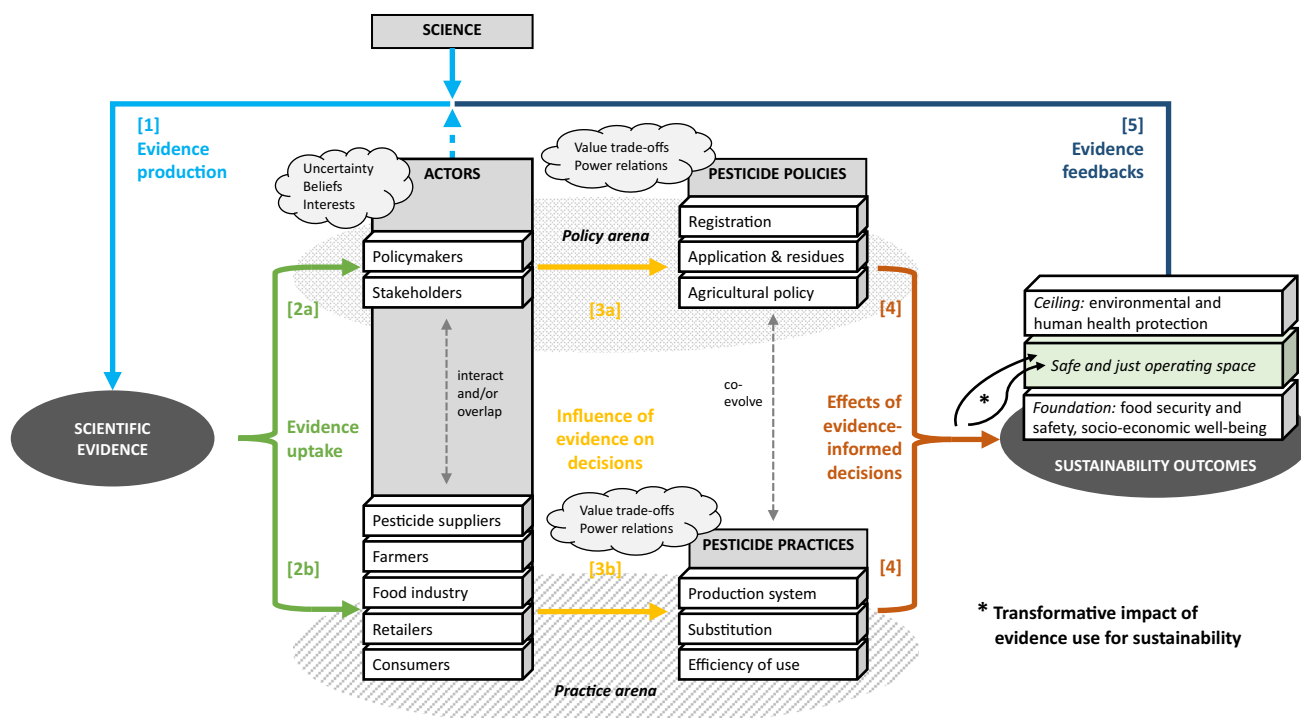 SCIENCE
[1]
Evidence
production
[5]
Evidence
feedbacks
Uncertainty
Beliefs
Interests
ACTORS
Value trade-offs
Power relations
PESTICIDE POLICIES
Policymakers
Stakeholders
Policy arena
Registration
Application & residues
Agricultural policy
[2a]
[3a]
[4]
Ceiling: environmental and
human health protection
Safe and just operating space
*
Foundation: food security and
safety, socio-economic well-being
SUSTAINABILITY OUTCOMES
SCIENTIFIC
EVIDENCE
Evidence
uptake
interact
and/or
overlap
Influence of
evidence on
decisions
co-
evolve
Effects of
evidence-
informed
decisions
Value trade-offs
Power relations
PESTICIDE PRACTICES
Pesticide suppliers
Farmers
Food industry
Retailers
Consumers
[2b]
[3b]
[4]
Production system
Substitution
Efficiency of use
Practice arena
* Transformative impact of
evidence use for sustainability